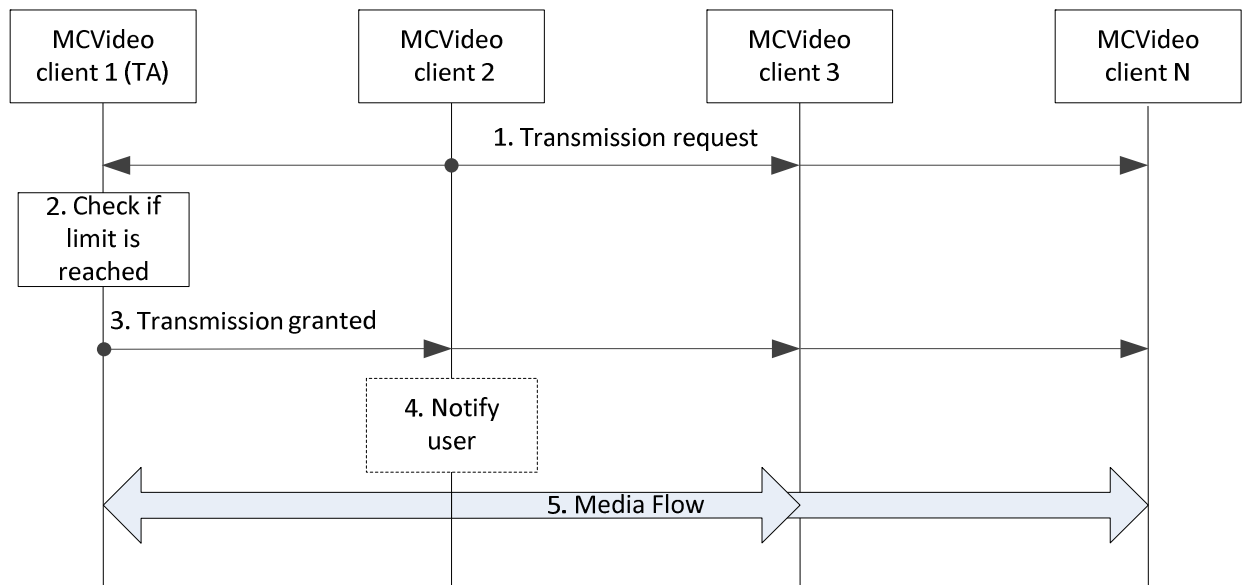 MCVideo
client 1 (TA)
MCVideo
client 2
MCVideo
client 3
MCVideo
client N
1. Transmission request
2. Check if
limit is
reached
3. Transmission granted
4. Notify
user
5. Media Flow